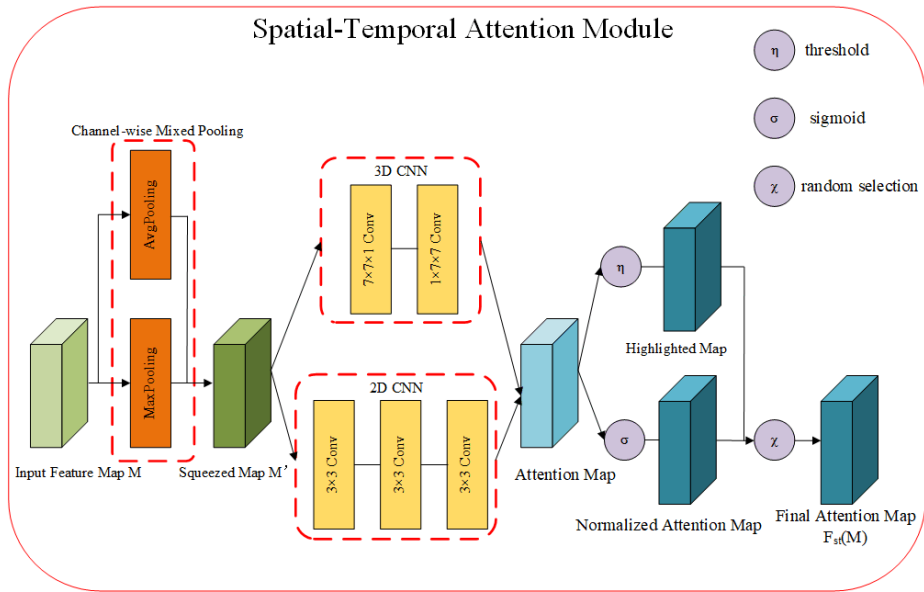 Spatial-Temporal Attention Module
η threshold
σ sigmoid
χ random selection
Channel-wise Mixed Pooling
AvgPooling
MaxPooling
Input Feature Map M
Squeezed Map M’
3D CNN
7×7×1 Conv
1×7×7 Conv
2D CNN
3×3 Conv
3×3 Conv
3×3 Conv
Attention Map
η
Highlighted Map
σ
Normalized Attention Map
χ
Final Attention Map
Fst(M)